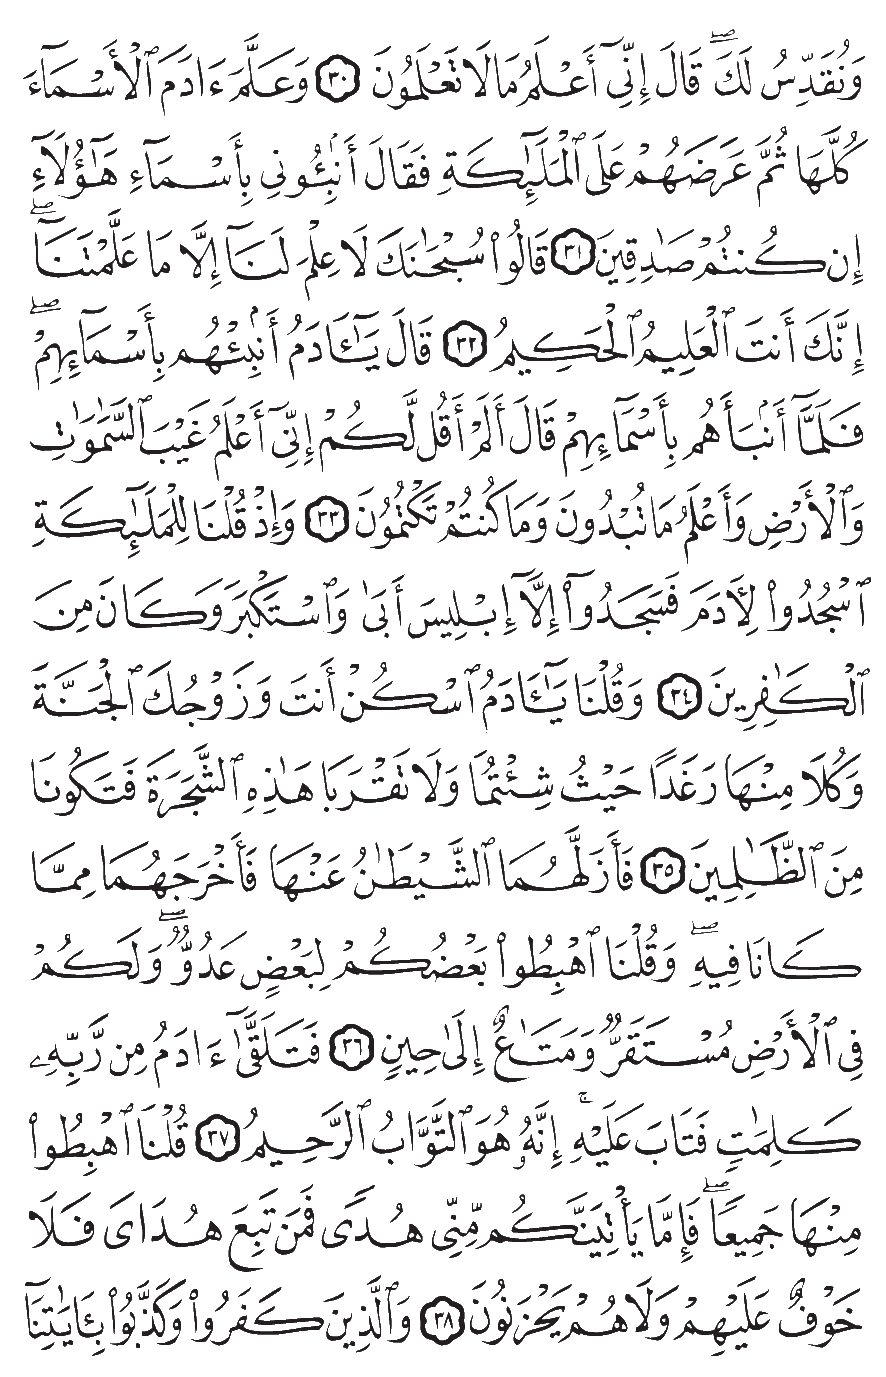 وَنُقَدِّسُ لَكَۖ قَالَ إِنِّيٓ أَعْلَمُ مَا لَا تَعْلَمُونَ ٣٠ وَعَلَّمَ ءَادَمَ ٱلْأَسْمَآءَ
كُلَّهَا ثُمَّ عَرَضَهُمْ عَلَى ٱلْمَلَٰٓئِكَةِ فَقَالَ أَنۢبِـُٔونِي بِأَسْمَآءِ هَٰٓؤُلَآءِ
إِن كُنتُمْ صَٰدِقِينَ ٣١ قَالُوا۟ سُبْحَٰنَكَ لَا عِلْمَ لَنَآ إِلَّا مَا عَلَّمْتَنَآۖ
إِنَّكَ أَنتَ ٱلْعَلِيمُ ٱلْحَكِيمُ ٣٢ قَالَ يَٰٓـَٔادَمُ أَنۢبِئْهُم بِأَسْمَآئِهِمْۖ
فَلَمَّآ أَنۢبَأَهُم بِأَسْمَآئِهِمْ قَالَ أَلَمْ أَقُل لَّكُمْ إِنِّيٓ أَعْلَمُ غَيْبَ ٱلسَّمَٰوَٰتِ
وَٱلْأَرْضِ وَأَعْلَمُ مَا تُبْدُونَ وَمَا كُنتُمْ تَكْتُمُونَ ٣٣ وَإِذْ قُلْنَا لِلْمَلَٰٓئِكَةِ
ٱسْجُدُوا۟ لِـَٔادَمَ فَسَجَدُوٓا۟ إِلَّآ إِبْلِيسَ أَبَىٰ وَٱسْتَكْبَرَ وَكَانَ مِنَ
ٱلْكَٰفِرِينَ ٣٤ وَقُلْنَا يَٰٓـَٔادَمُ ٱسْكُنْ أَنتَ وَزَوْجُكَ ٱلْجَنَّةَ
وَكُلَا مِنْهَا رَغَدًا حَيْثُ شِئْتُمَا وَلَا تَقْرَبَا هَٰذِهِ ٱلشَّجَرَةَ فَتَكُونَا
مِنَ ٱلظَّٰلِمِينَ ٣٥ فَأَزَلَّهُمَا ٱلشَّيْطَٰنُ عَنْهَا فَأَخْرَجَهُمَا مِمَّا
كَانَا فِيهِۖ وَقُلْنَا ٱهْبِطُوا۟ بَعْضُكُمْ لِبَعْضٍ عَدُوٌّۖ وَلَكُمْ
فِي ٱلْأَرْضِ مُسْتَقَرٌّ وَمَتَٰعٌ إِلَىٰ حِينٍ ٣٦ فَتَلَقَّىٰٓ ءَادَمُ مِن رَّبِّهِۦ
كَلِمَٰتٍ فَتَابَ عَلَيْهِۚ إِنَّهُۥ هُوَ ٱلتَّوَّابُ ٱلرَّحِيمُ ٣٧ قُلْنَا ٱهْبِطُوا۟
مِنْهَا جَمِيعًاۖ فَإِمَّا يَأْتِيَنَّكُم مِّنِّي هُدًى فَمَن تَبِعَ هُدَايَ فَلَا
خَوْفٌ عَلَيْهِمْ وَلَا هُمْ يَحْزَنُونَ ٣٨ وَٱلَّذِينَ كَفَرُوا۟ وَكَذَّبُوا۟ بِـَٔايَٰتِنَآ